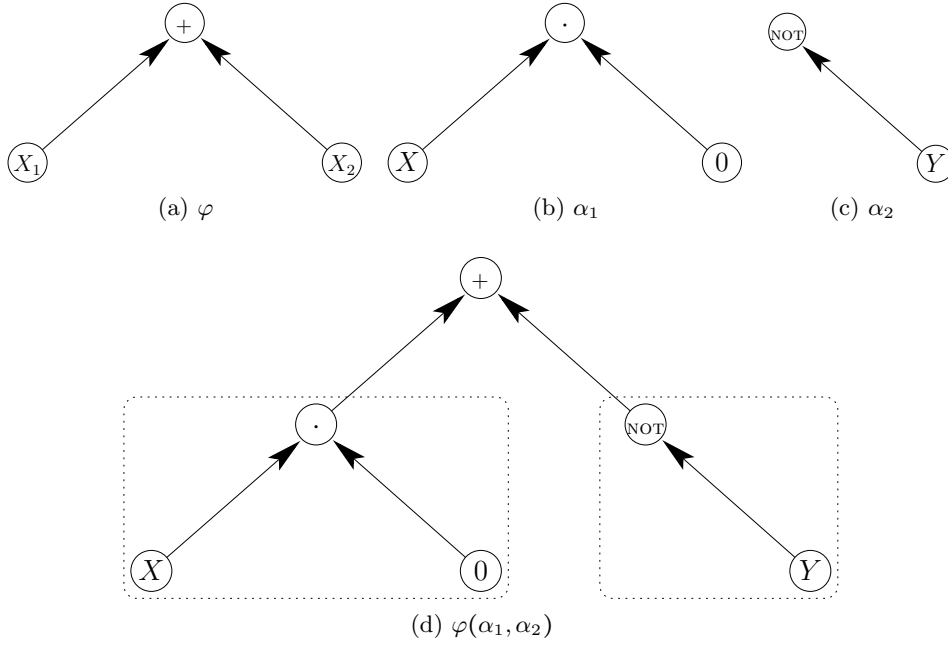 + · NOT
X₁ X₂ X 0 Y
(a) φ (b) α₁ (c) α₂
+
· NOT
X 0 Y
(d) φ(α₁, α₂)